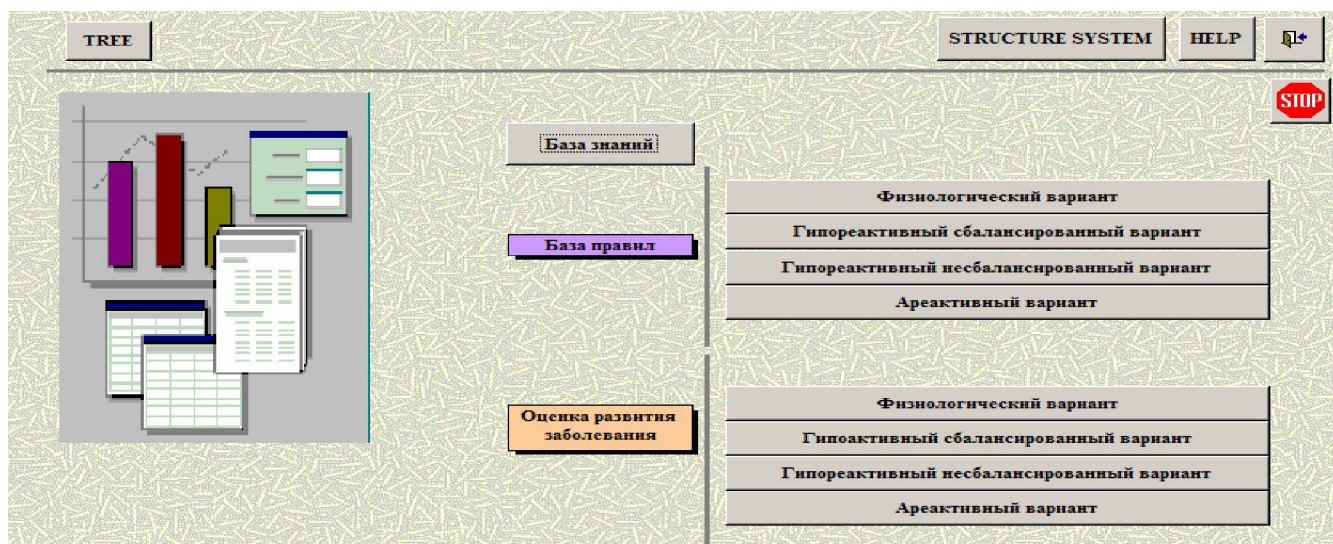 TREE
STRUCTURE SYSTEM
HELP
STOP
База знаний
База правил
Физиологический вариант
Гипореактивный сбалансированный вариант
Гипореактивный несбалансированный вариант
Ареактивный вариант
Оценка развития
заболевания
Физиологический вариант
Гипоактивный сбалансированный вариант
Гипореактивный несбалансированный вариант
Ареактивный вариант